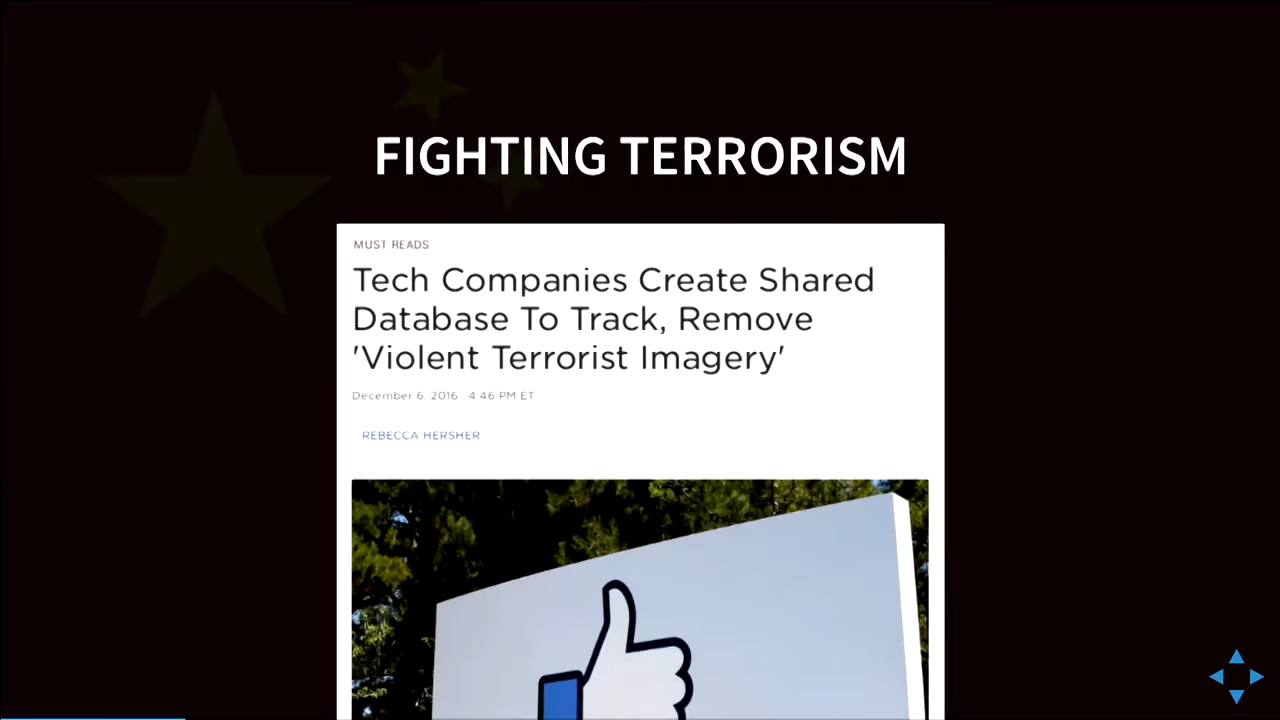 FIGHTING TERRORISM
MUST READS
Tech Companies Create Shared
Database To Track, Remove
'Violent Terrorist Imagery'
December 6, 2016 · 4:46 PM ET
REBECCA HERSHER